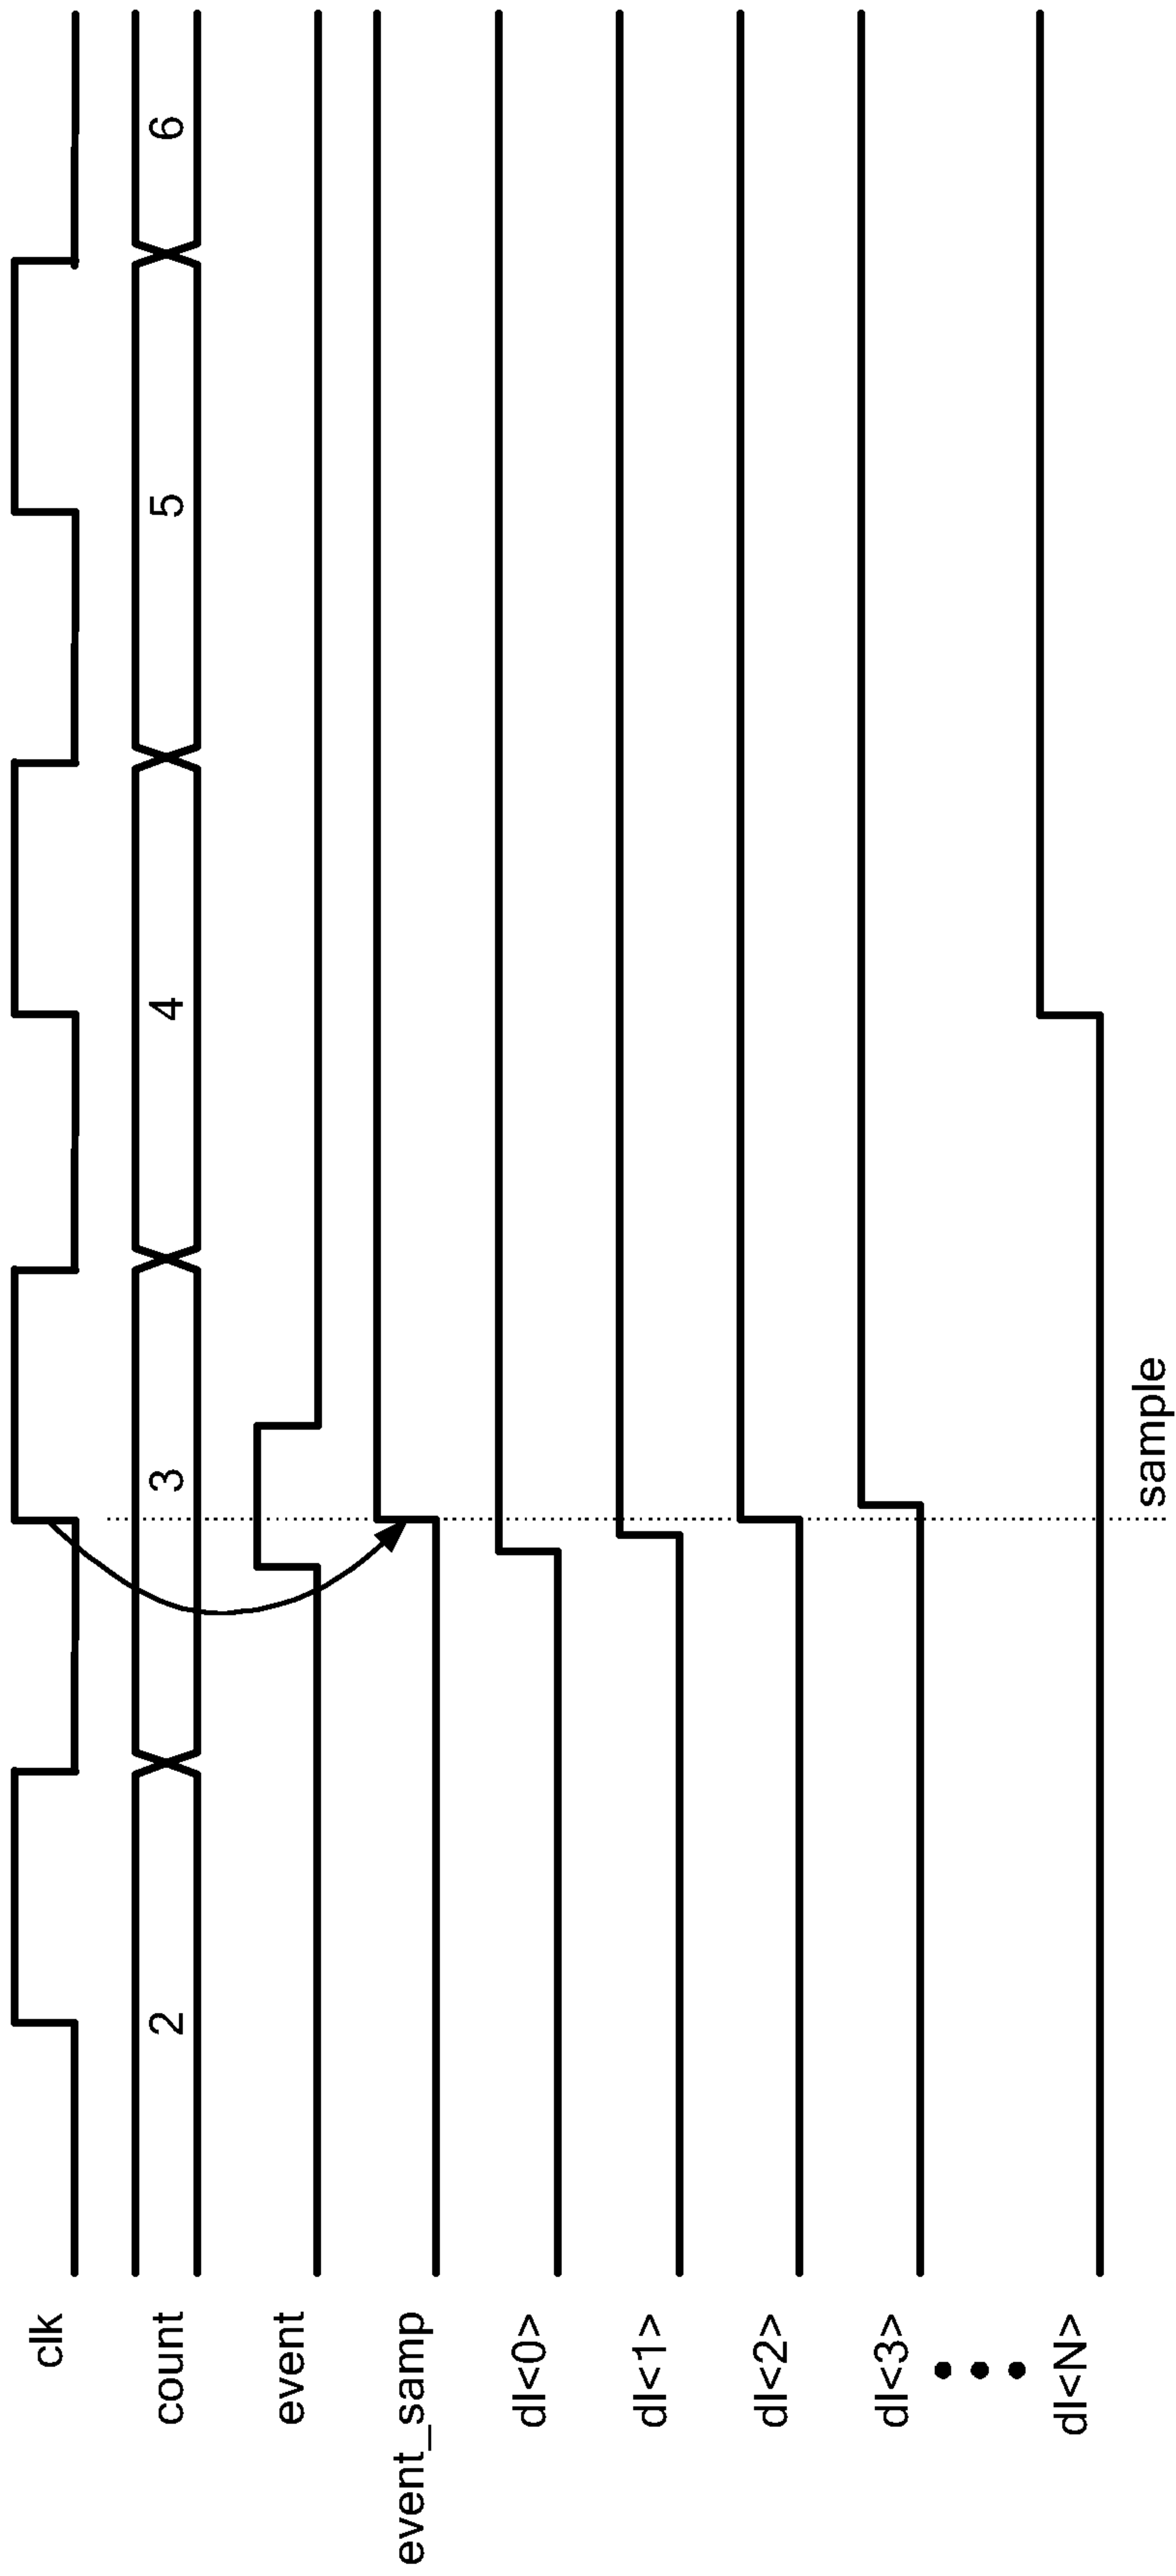 clk
count 2 3 4 5 6
event
event_samp
dl<0>
dl<1>
dl<2>
dl<3>
dl<N>
sample